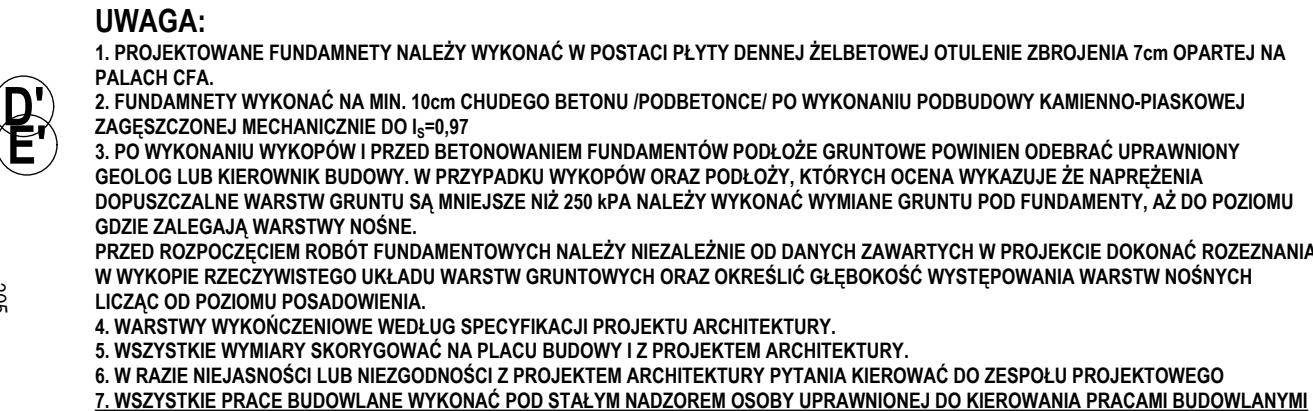 UWAGA:
1. PROJEKTOWANE FUNDAMNETY NALEŻY WYKONAĆ W POSTACI PŁYTY DENNEJ ŻELBETOWEJ OTULENIE ZBROJENIA 7cm OPARTEJ NA
PALACH CFA.
2. FUNDAMNETY WYKONAĆ NA MIN. 10cm CHUDEGO BETONU /PODBETONCE/ PO WYKONANIU PODBUDOWY KAMIENNO-PIASKOWEJ
ZAGĘSZCZONEJ MECHANICZNIE DO IS=0,97
3. PO WYKONANIU WYKOPÓW I PRZED BETONOWANIEM FUNDAMENTÓW PODŁOŻE GRUNTOWE POWINIEN ODEBRAĆ UPRAWNIONY
GEOLOG LUB KIEROWNIK BUDOWY. W PRZYPADKU WYKOPÓW ORAZ PODŁOŻY, KTÓRYCH OCENA WYKAZUJE ŻE NAPRĘŻENIA
DOPUSZCZALNE WARSTW GRUNTU SĄ MNIEJSZE NIŻ 250 kPA NALEŻY WYKONAĆ WYMIANE GRUNTU POD FUNDAMENTY, AŻ DO POZIOMU
GDZIE ZALEGAJĄ WARSTWY NOŚNE.
PRZED ROZPOCZĘCIEM ROBÓT FUNDAMENTOWYCH NALEŻY NIEZALEŻNIE OD DANYCH ZAWARTYCH W PROJEKCIE DOKONAĆ ROZEZNANIA
W WYKOPIE RZECZYWISTEGO UKŁADU WARSTW GRUNTOWYCH ORAZ OKREŚLIĆ GŁĘBOKOŚĆ WYSTĘPOWANIA WARSTW NOŚNYCH
LICZĄC OD POZIOMU POSADOWIENIA.
4. WARSTWY WYKOŃCZENIOWE WEDŁUG SPECYFIKACJI PROJEKTU ARCHITEKTURY.
5. WSZYSTKIE WYMIARY SKORYGOWAĆ NA PLACU BUDOWY I Z PROJEKTEM ARCHITEKTURY.
6. W RAZIE NIEJASNOŚCI LUB NIEZGODNOŚCI Z PROJEKTEM ARCHITEKTURY PYTANIA KIEROWAĆ DO ZESPOŁU PROJEKTOWEGO
7. WSZYSTKIE PRACE BUDOWLANE WYKONAĆ POD STAŁYM NADZOREM OSOBY UPRAWNIONEJ DO KIEROWANIA PRACAMI BUDOWLANYMI
D'
E'